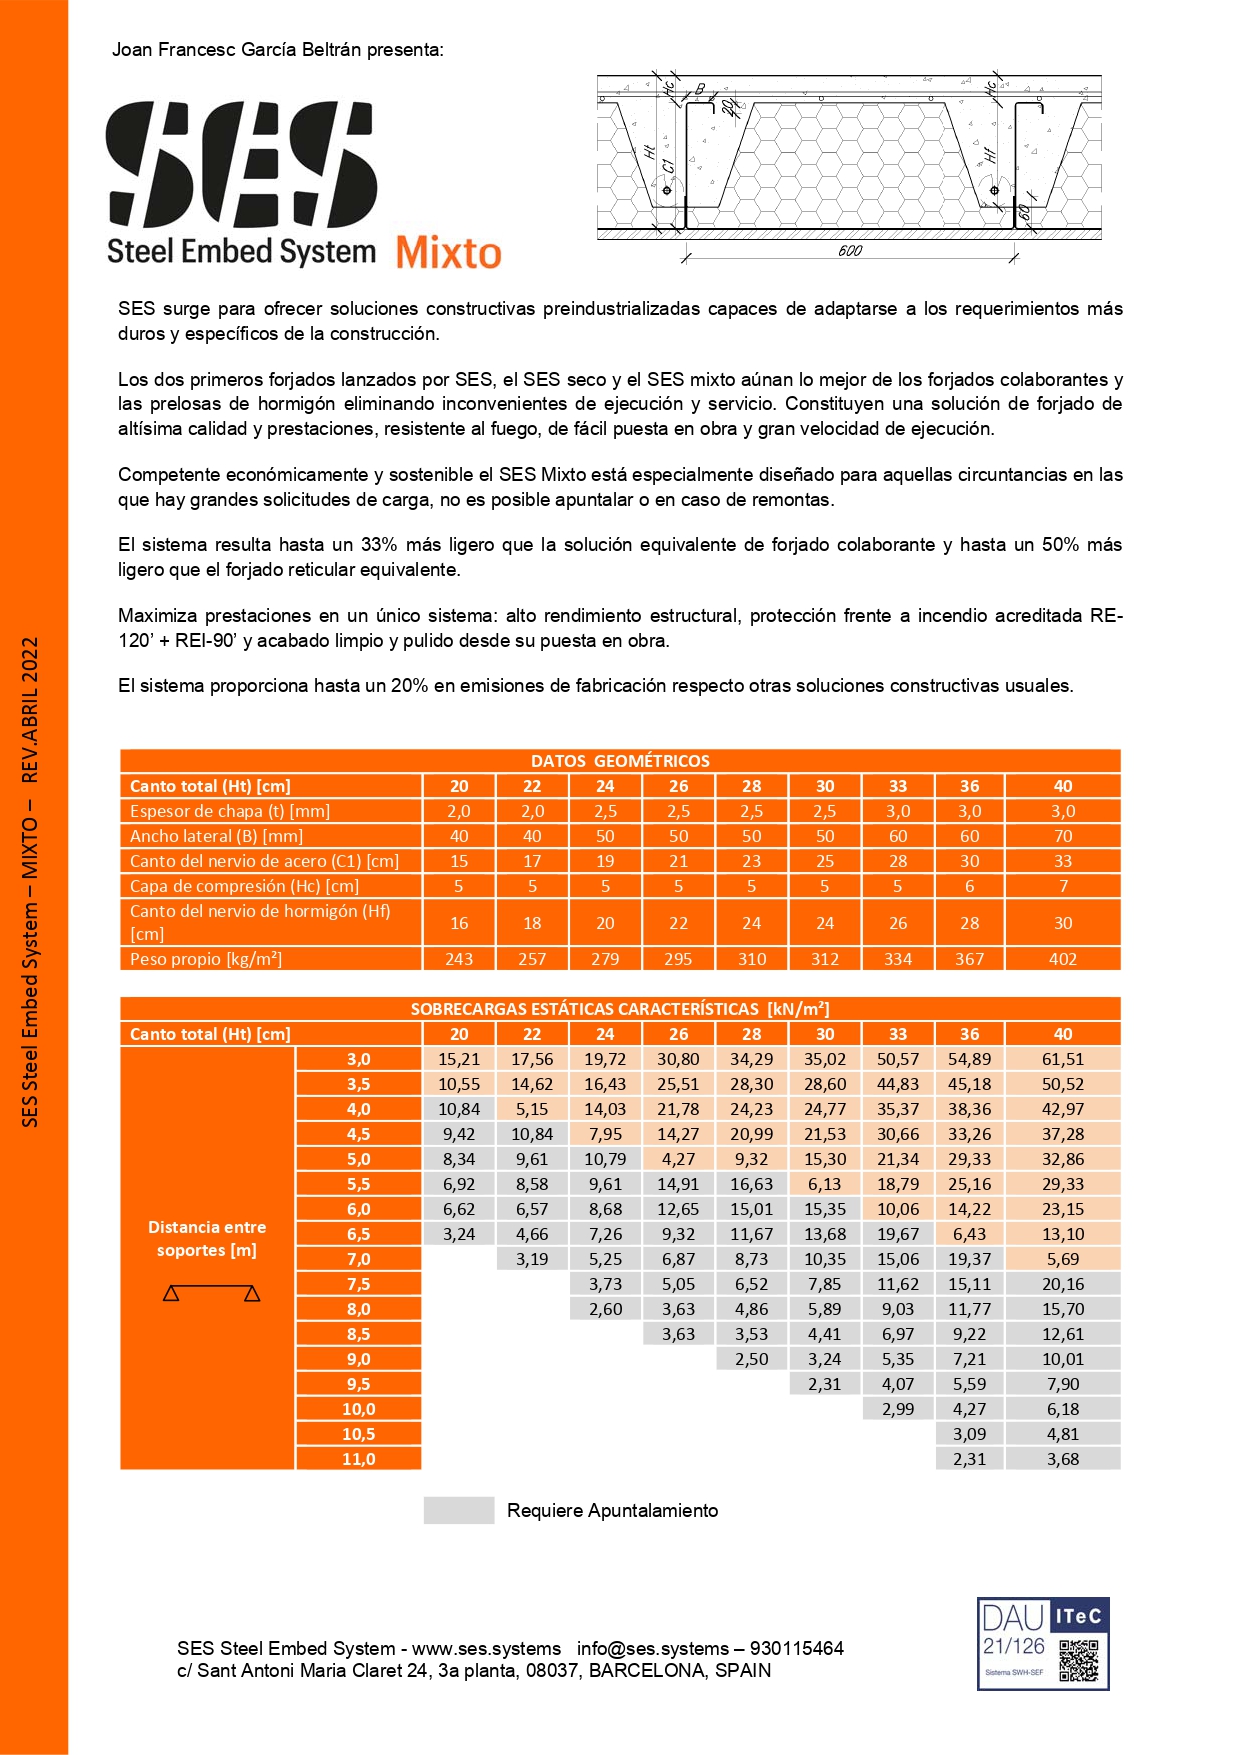 Joan Francesc García Beltrán presenta:
SES
Steel Embed System Mixto
Hc
B
20
Hc
Ht
C1
Hf
60
600
SES surge para ofrecer soluciones constructivas preindustrializadas capaces de adaptarse a los requerimientos más
duros y específicos de la construcción.
Los dos primeros forjados lanzados por SES, el SES seco y el SES mixto aúnan lo mejor de los forjados colaborantes y
las prelosas de hormigón eliminando inconvenientes de ejecución y servicio. Constituyen una solución de forjado de
altísima calidad y prestaciones, resistente al fuego, de fácil puesta en obra y gran velocidad de ejecución.
Competente económicamente y sostenible el SES Mixto está especialmente diseñado para aquellas circuntancias en las
que hay grandes solicitudes de carga, no es posible apuntalar o en caso de remontas.
El sistema resulta hasta un 33% más ligero que la solución equivalente de forjado colaborante y hasta un 50% más
ligero que el forjado reticular equivalente.
Maximiza prestaciones en un único sistema: alto rendimiento estructural, protección frente a incendio acreditada RE-
120’ + REI-90’ y acabado limpio y pulido desde su puesta en obra.
El sistema proporciona hasta un 20% en emisiones de fabricación respecto otras soluciones constructivas usuales.
SES Steel Embed System – MIXTO – REV.ABRIL 2022
DATOS GEOMÉTRICOS
Canto total (Ht) [cm] 20 22 24 26 28 30 33 36 40
Espesor de chapa (t) [mm] 2,0 2,0 2,5 2,5 2,5 2,5 3,0 3,0 3,0
Ancho lateral (B) [mm] 40 40 50 50 50 50 60 60 70
Canto del nervio de acero (C1) [cm] 15 17 19 21 23 25 28 30 33
Capa de compresión (Hc) [cm] 5 5 5 5 5 5 5 6 7
Canto del nervio de hormigón (Hf)
[cm] 16 18 20 22 24 24 26 28 30
Peso propio [kg/m²] 243 257 279 295 310 312 334 367 402
SOBRECARGAS ESTÁTICAS CARACTERÍSTICAS [kN/m²]
Canto total (Ht) [cm] 20 22 24 26 28 30 33 36 40
3,0 15,21 17,56 19,72 30,80 34,29 35,02 50,57 54,89 61,51
3,5 10,55 14,62 16,43 25,51 28,30 28,60 44,83 45,18 50,52
4,0 10,84 5,15 14,03 21,78 24,23 24,77 35,37 38,36 42,97
4,5 9,42 10,84 7,95 14,27 20,99 21,53 30,66 33,26 37,28
5,0 8,34 9,61 10,79 4,27 9,32 15,30 21,34 29,33 32,86
5,5 6,92 8,58 9,61 14,91 16,63 6,13 18,79 25,16 29,33
6,0 6,62 6,57 8,68 12,65 15,01 15,35 10,06 14,22 23,15
Distancia entre
soportes [m]
6,5 3,24 4,66 7,26 9,32 11,67 13,68 19,67 6,43 13,10
7,0 3,19 5,25 6,87 8,73 10,35 15,06 19,37 5,69
7,5 3,73 5,05 6,52 7,85 11,62 15,11 20,16
8,0 2,60 3,63 4,86 5,89 9,03 11,77 15,70
8,5 3,63 3,53 4,41 6,97 9,22 12,61
9,0 2,50 3,24 5,35 7,21 10,01
9,5 2,31 4,07 5,59 7,90
10,0 2,99 4,27 6,18
10,5 3,09 4,81
11,0 2,31 3,68
Requiere Apuntalamiento
SES Steel Embed System - www.ses.systems info@ses.systems – 930115464
c/ Sant Antoni Maria Claret 24, 3a planta, 08037, BARCELONA, SPAIN
DAU ITeC
21/126
Sistema SWH-SEF